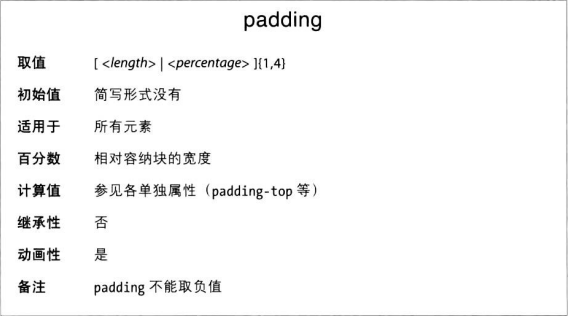 padding
取值 [ <length> | <percentage> ]{1,4}
初始值 简写形式没有
适用于 所有元素
百分数 相对容纳块的宽度
计算值 参见各单独属性（padding-top 等）
继承性 否
动画性 是
备注 padding 不能取负值